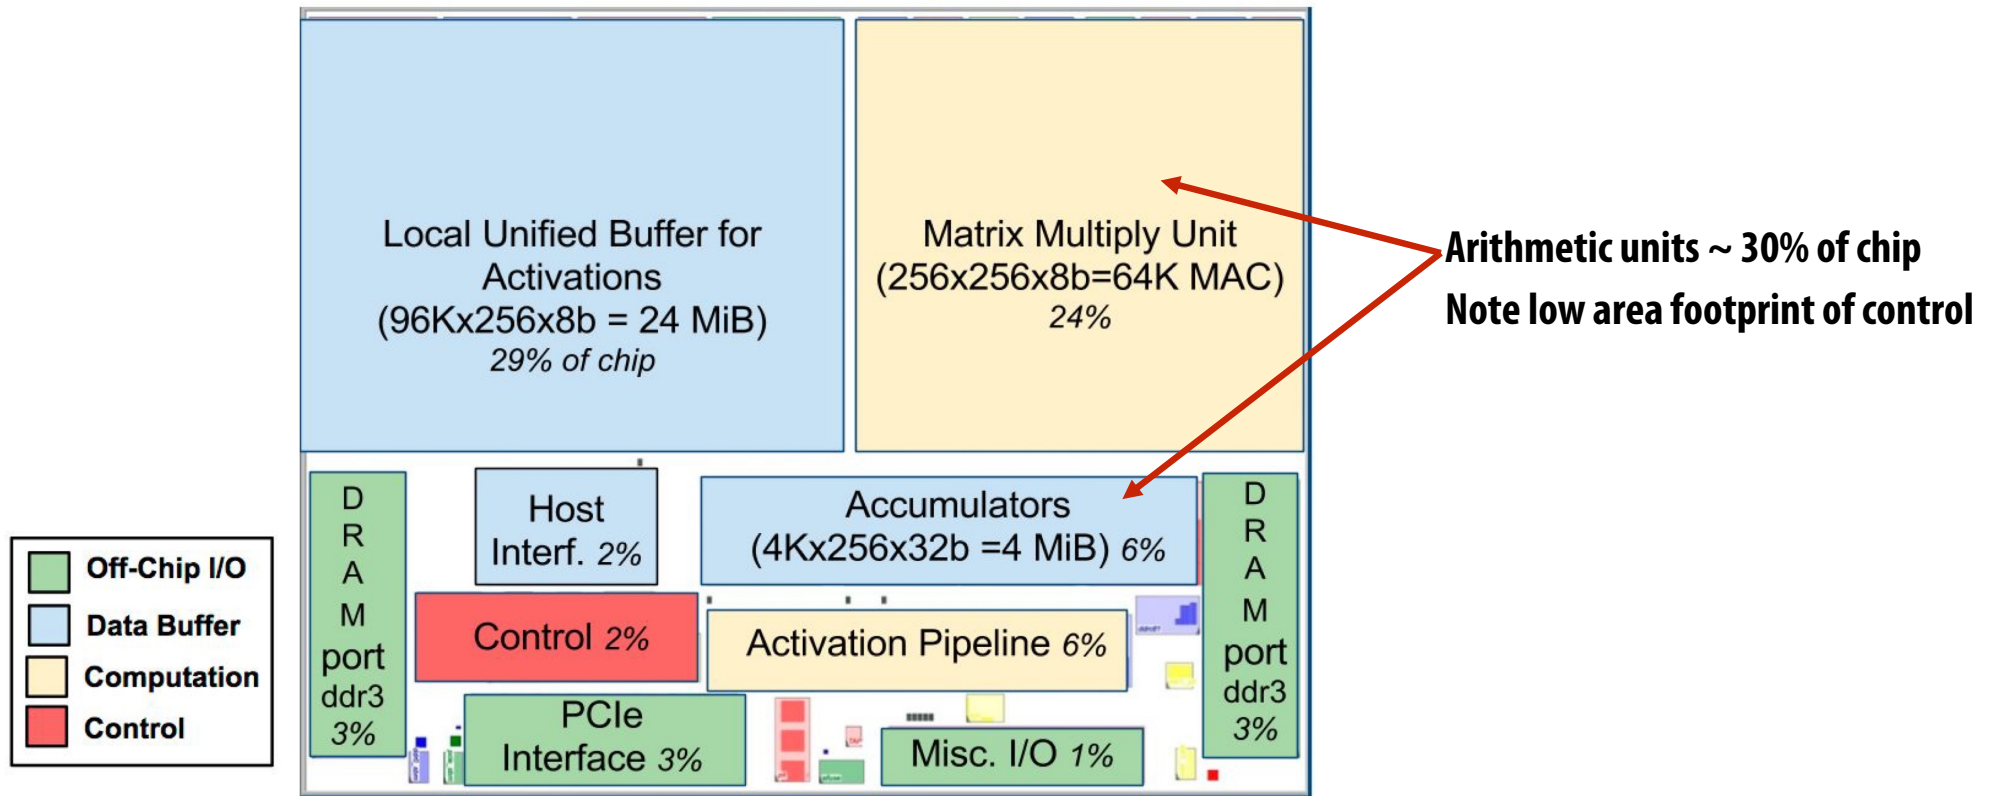 Local Unified Buffer for
Activations
(96Kx256x8b = 24 MiB)
29% of chip
Matrix Multiply Unit
(256x256x8b=64K MAC)
24%
Arithmetic units ~ 30% of chip
Note low area footprint of control
D
R
A
M
port
ddr3
3%
Host
Interf. 2%
Accumulators
(4Kx256x32b =4 MiB) 6%
D
R
A
M
port
ddr3
3%
Control 2%
Activation Pipeline 6%
PCIe
Interface 3%
Misc. I/O 1%
Off-Chip I/O
Data Buffer
Computation
Control